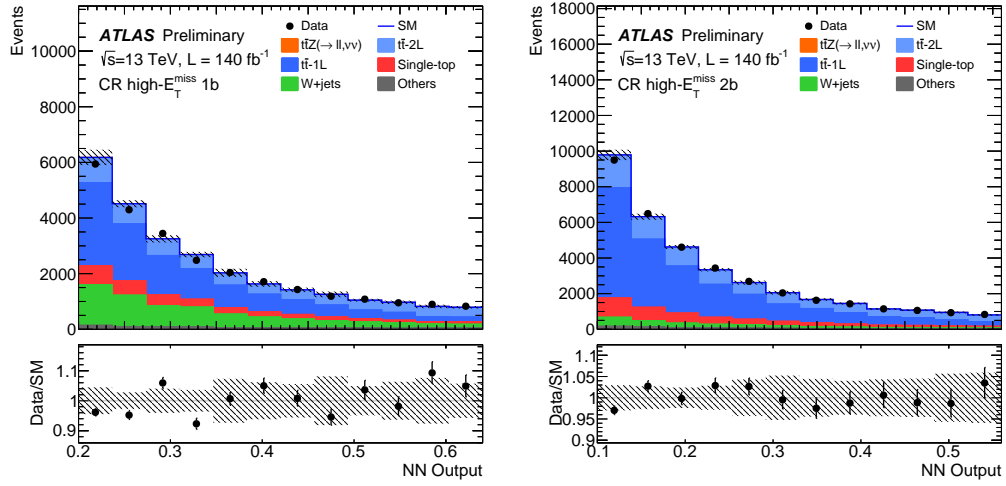 Events
10000
8000
6000
4000
2000
0
ATLAS Preliminary
√s=13 TeV, L = 140 fb⁻¹
CR high-E_T^miss 1b
Data
SM
tt̄Z(→ ll,νν)
tt̄-2L
tt̄-1L
Single-top
W+jets
Others
Data/SM
1.1
1
0.9
0.2 0.3 0.4 0.5 0.6
NN Output
Events
18000
16000
14000
12000
10000
8000
6000
4000
2000
0
ATLAS Preliminary
√s=13 TeV, L = 140 fb⁻¹
CR high-E_T^miss 2b
Data
SM
tt̄Z(→ ll,νν)
tt̄-2L
tt̄-1L
Single-top
W+jets
Others
Data/SM
1.1
1.05
1
0.95
0.9
0.1 0.2 0.3 0.4 0.5
NN Output